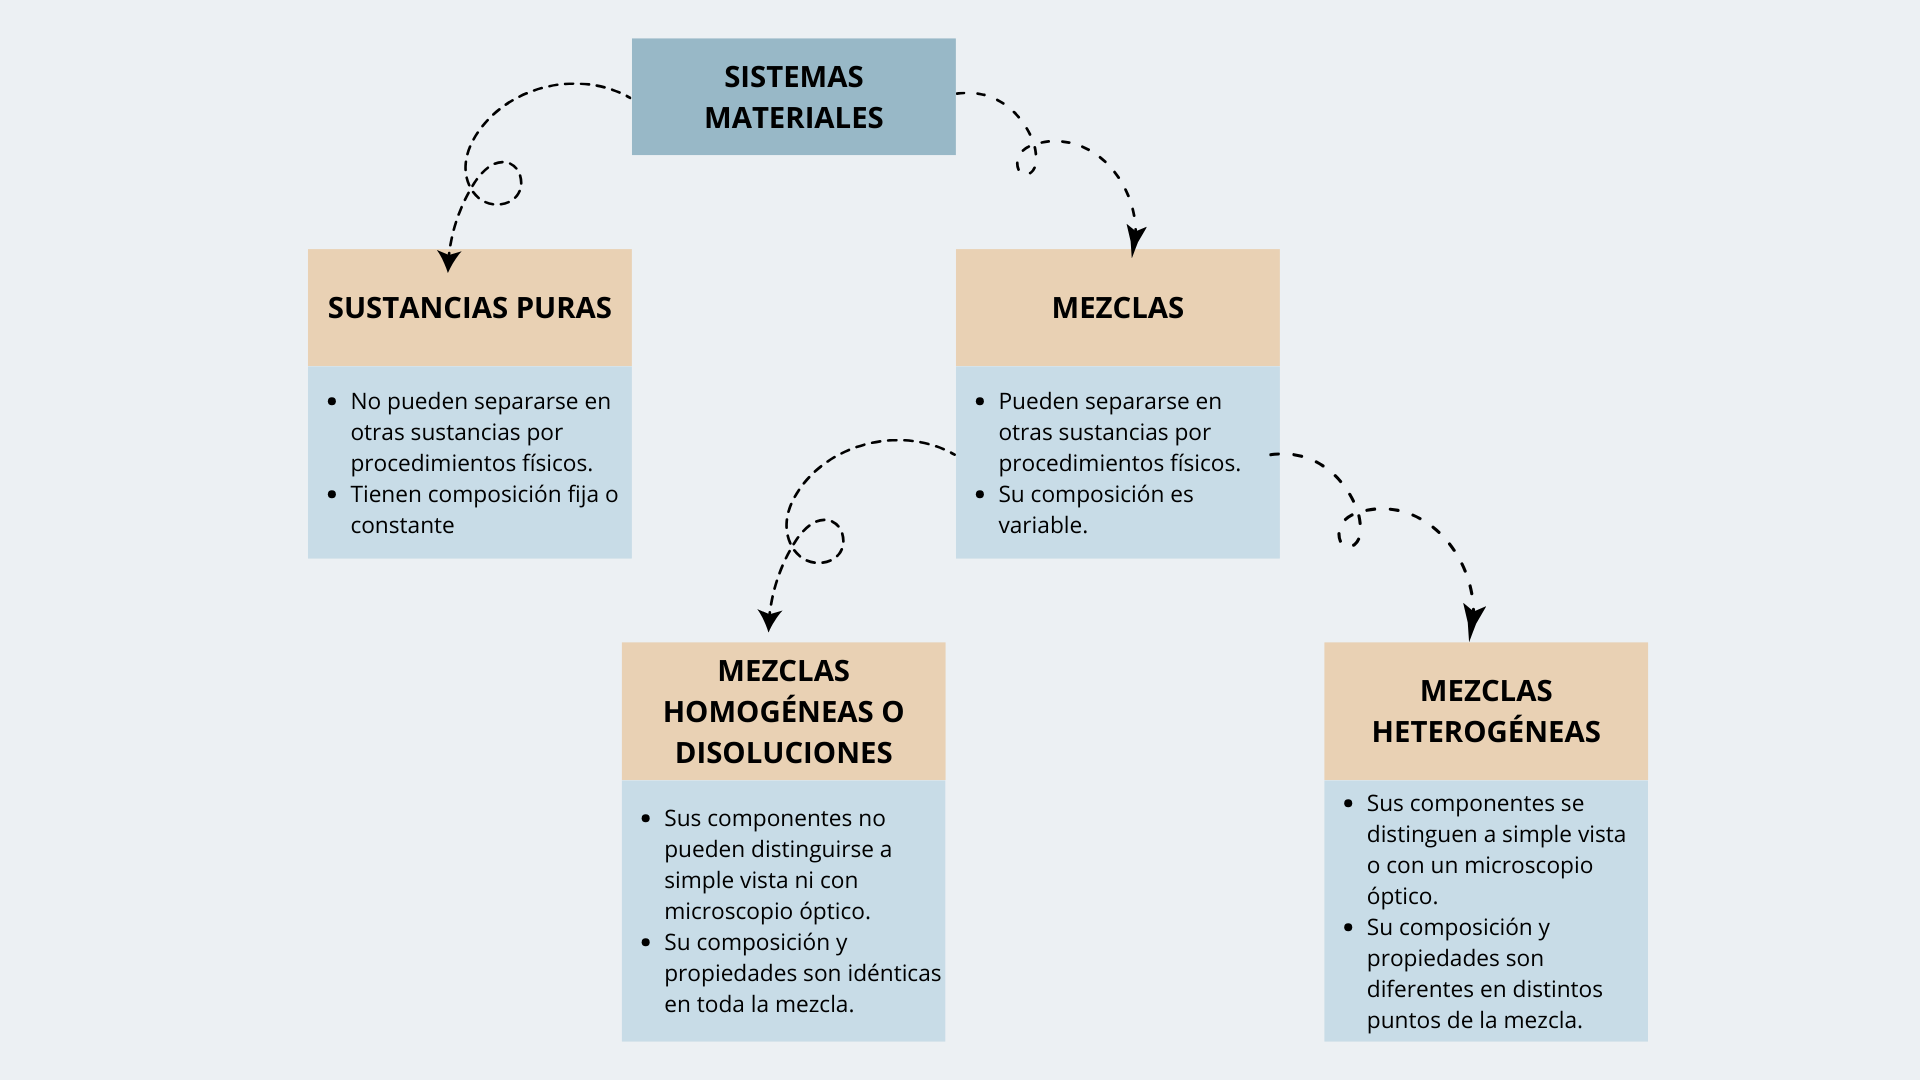 SISTEMAS
MATERIALES
SUSTANCIAS PURAS
• No pueden separarse en
otras sustancias por
procedimientos físicos.
• Tienen composición fija o
constante
MEZCLAS
• Pueden separarse en
otras sustancias por
procedimientos físicos.
• Su composición es
variable.
MEZCLAS
HOMOGÉNEAS O
DISOLUCIONES
• Sus componentes no
pueden distinguirse a
simple vista ni con
microscopio óptico.
• Su composición y
propiedades son idénticas
en toda la mezcla.
MEZCLAS
HETEROGÉNEAS
• Sus componentes se
distinguen a simple vista
o con un microscopio
óptico.
• Su composición y
propiedades son
diferentes en distintos
puntos de la mezcla.